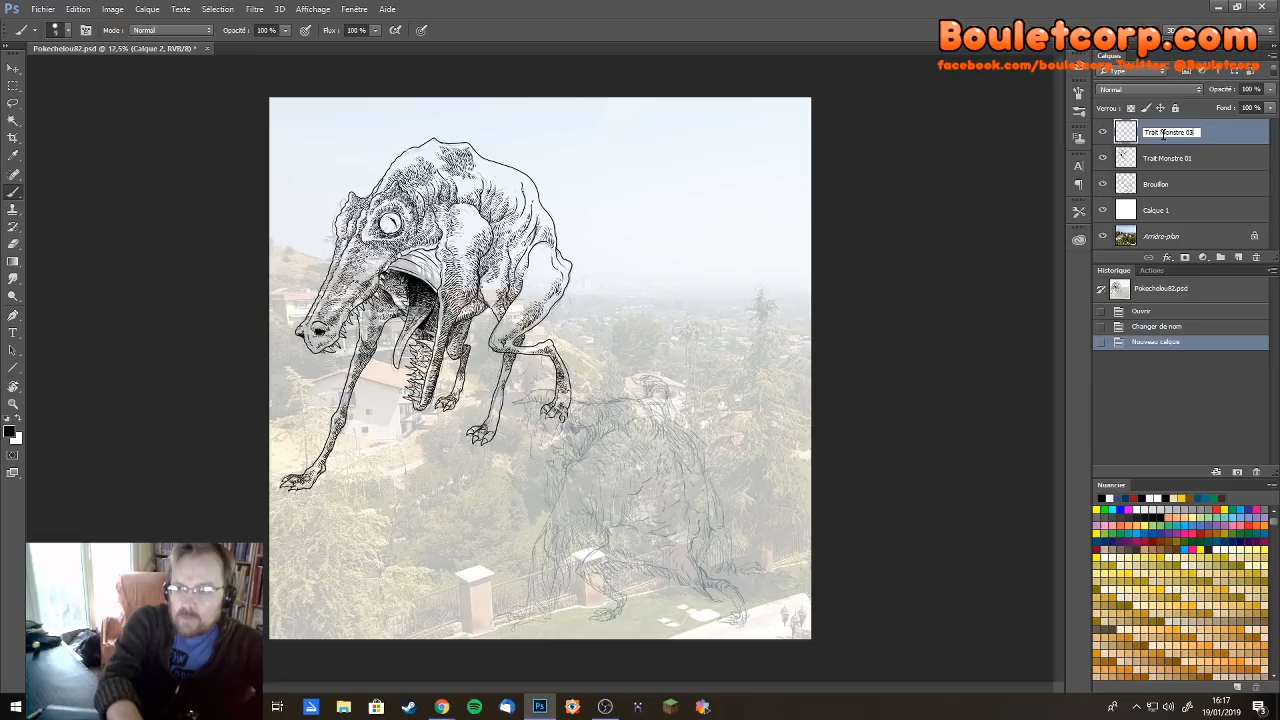 Ps Fichier Edition Image Calque Texte Sélection Filtre 3D Affichage Fenêtre Aide
Mode : Normal Opacité : 100 % Flux : 100 %
Bouletcorp.com
facebook.com/bouletcorp Twitter: @Bouletcorp
Pokechelou82.psd @ 12,5% (Calque 2, RVB/8) *
Calques
Type
Normal Opacité : 100 %
Verrou : Fond : 100 %
Trait Monstre 03
Trait Monstre 01
Brouillon
Calque 1
Arrière-plan
Historique Actions
Pokechelou82.psd
Ouvrir
Changer de nom
Nouveau calque
Nuancier
16:17
19/01/2019